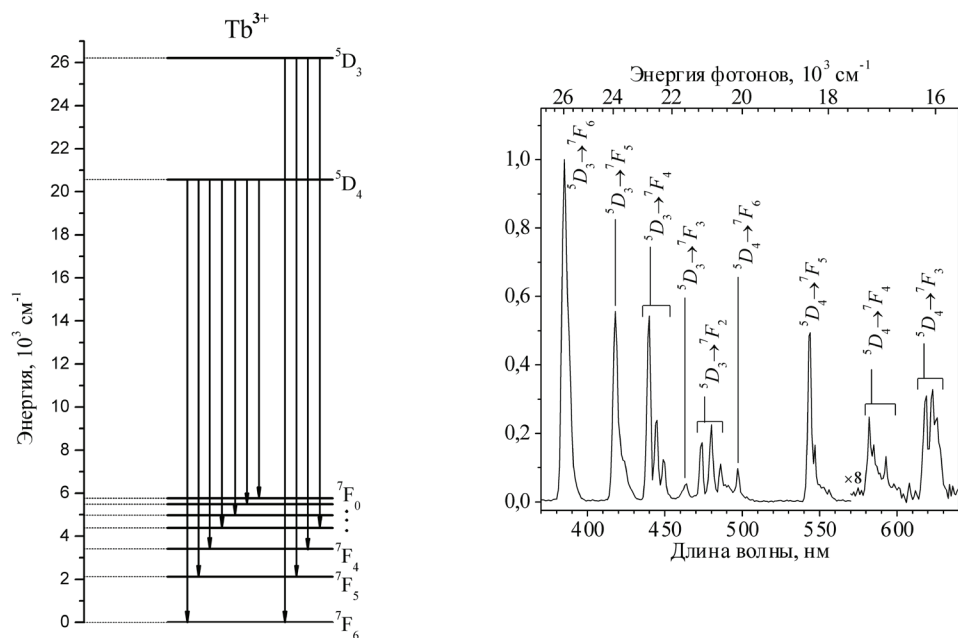 Tb³⁺
Энергия, 10³ см⁻¹
26
24
22
20
18
16
14
12
10
8
6
4
2
0
⁵D₃
⁵D₄
⁷F₀
⁷F₄
⁷F₅
⁷F₆
Энергия фотонов, 10³ см⁻¹
26 24 22 20 18 16
1,0
0,8
0,6
0,4
0,2
0,0
⁵D₃→⁷F₆
⁵D₃→⁷F₅
⁵D₃→⁷F₄
⁵D₃→⁷F₃
⁵D₃→⁷F₂
⁵D₄→⁷F₆
⁵D₄→⁷F₅
⁵D₄→⁷F₄
⁵D₄→⁷F₃
×8
400 450 500 550 600
Длина волны, нм